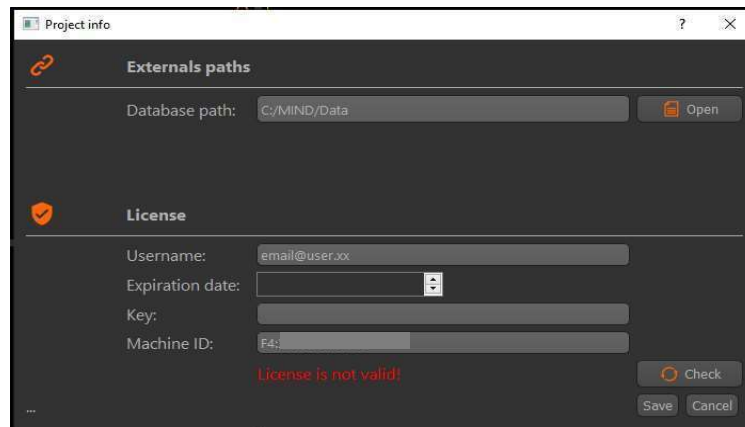 Project info
Externals paths
Database path: C:/MIND/Data Open
License
Username: email@user.xx
Expiration date:
Key:
Machine ID: F4:
License is not valid!
Check
... Save Cancel